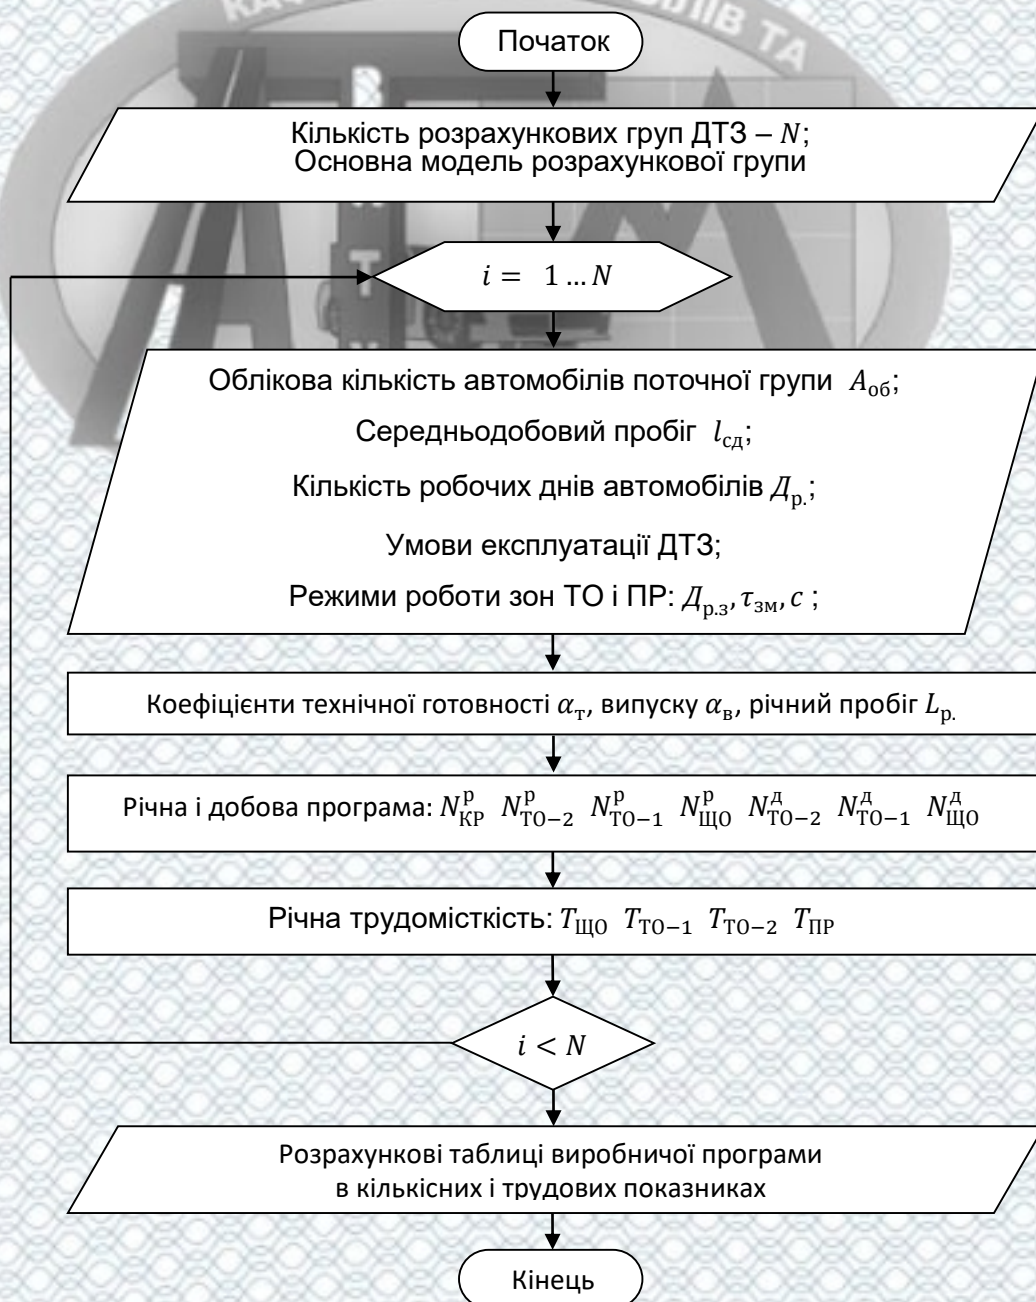 Початок
Кількість розрахункових груп ДТЗ – N;
Основна модель розрахункової групи
i = 1 … N
Облікова кількість автомобілів поточної групи A_об;
Середньодобовий пробіг l_сд;
Кількість робочих днів автомобілів Д_р.;
Умови експлуатації ДТЗ;
Режими роботи зон ТО і ПР: Д_р.з, τ_зм, c ;
Коефіцієнти технічної готовності α_т, випуску α_в, річний пробіг L_р.
Річна і добова програма: N^р_КР N^р_ТО−2 N^р_ТО−1 N^р_ЩО N^д_ТО−2 N^д_ТО−1 N^д_ЩО
Річна трудомісткість: T_ЩО T_ТО−1 T_ТО−2 T_ПР
i < N
Розрахункові таблиці виробничої програми
в кількісних і трудових показниках
Кінець